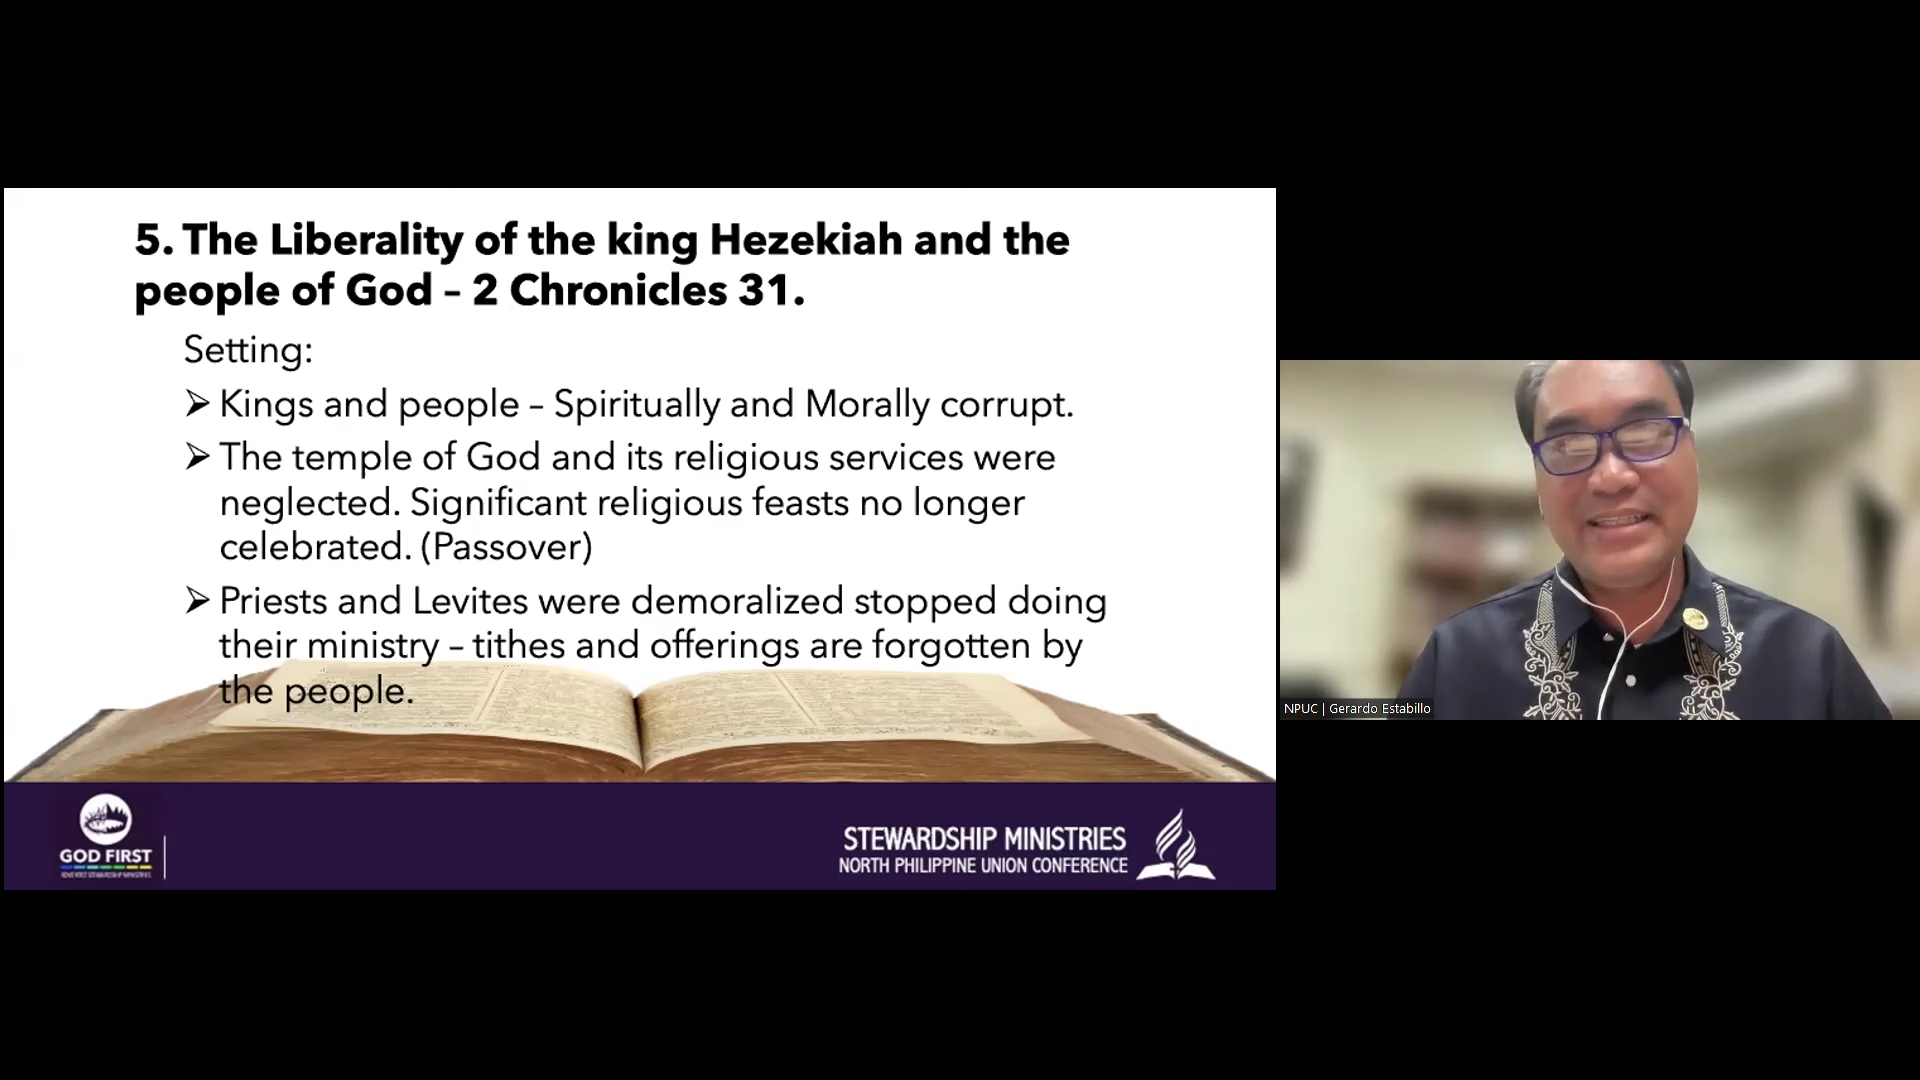 5. The Liberality of the king Hezekiah and the
people of God – 2 Chronicles 31.
Setting:
➢ Kings and people – Spiritually and Morally corrupt.
➢ The temple of God and its religious services were
neglected. Significant religious feasts no longer
celebrated. (Passover)
➢ Priests and Levites were demoralized stopped doing
their ministry – tithes and offerings are forgotten by
the people.
GOD FIRST
ADVENTIST STEWARDSHIP MINISTRIES
STEWARDSHIP MINISTRIES
NORTH PHILIPPINE UNION CONFERENCE
NPUC | Gerardo Estabillo